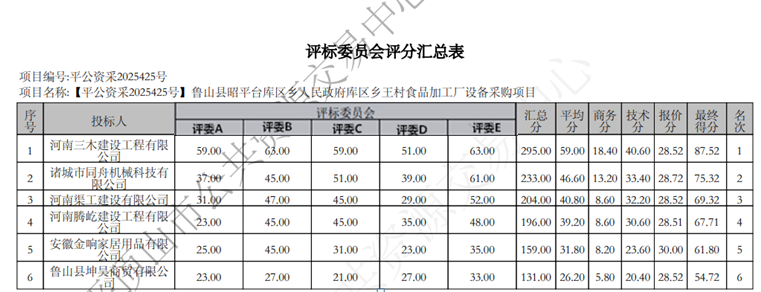 评标委员会评分汇总表
项目编号:平公资采2025425号
项目名称:【平公资采2025425号】鲁山县昭平台库区乡人民政府库区乡王村食品加工厂设备采购项目
序号 投标人 评标委员会 汇总分 平均分 商务分 技术分 报价分 最终得分 名次
评委A 评委B 评委C 评委D 评委E
1 河南三木建设工程有限公司 59.00 63.00 59.00 51.00 63.00 295.00 59.00 18.40 40.60 28.52 87.52 1
2 诸城市同舟机械科技有限公司 37.00 45.00 51.00 39.00 61.00 233.00 46.60 13.20 33.40 28.72 75.32 2
3 河南渠工建设有限公司 31.00 47.00 45.00 29.00 52.00 204.00 40.80 8.60 32.20 28.52 69.32 3
4 河南腾屹建设工程有限公司 23.00 45.00 45.00 35.00 48.00 196.00 39.20 8.60 30.60 28.51 67.71 4
5 安徽金响家居用品有限公司 25.00 45.00 31.00 23.00 35.00 159.00 31.80 8.20 23.60 30.00 61.80 5
6 鲁山县坤昊商贸有限公司 23.00 27.00 21.00 27.00 33.00 131.00 26.20 5.80 20.40 28.52 54.72 6